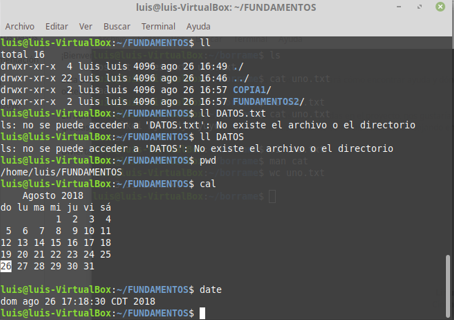 luis@luis-VirtualBox: ~/FUNDAMENTOS
Archivo Editar Ver Buscar Terminal Ayuda
luis@luis-VirtualBox:~/FUNDAMENTOS$ ll
total 16
drwxr-xr-x  4 luis luis 4096 ago 26 16:49 ./
drwxr-xr-x 22 luis luis 4096 ago 26 16:46 ../
drwxr-xr-x  2 luis luis 4096 ago 26 16:57 COPIA1/
drwxr-xr-x  2 luis luis 4096 ago 26 16:57 FUNDAMENTOS2/
luis@luis-VirtualBox:~/FUNDAMENTOS$ ll DATOS.txt
ls: no se puede acceder a 'DATOS.txt': No existe el archivo o el directorio
luis@luis-VirtualBox:~/FUNDAMENTOS$ ll DATOS
ls: no se puede acceder a 'DATOS': No existe el archivo o el directorio
luis@luis-VirtualBox:~/FUNDAMENTOS$ pwd
/home/luis/FUNDAMENTOS
luis@luis-VirtualBox:~/FUNDAMENTOS$ cal
    Agosto 2018
do lu ma mi ju vi sá
          1  2  3  4
 5  6  7  8  9 10 11
12 13 14 15 16 17 18
19 20 21 22 23 24 25
26 27 28 29 30 31
luis@luis-VirtualBox:~/FUNDAMENTOS$ date
dom ago 26 17:18:30 CDT 2018
luis@luis-VirtualBox:~/FUNDAMENTOS$